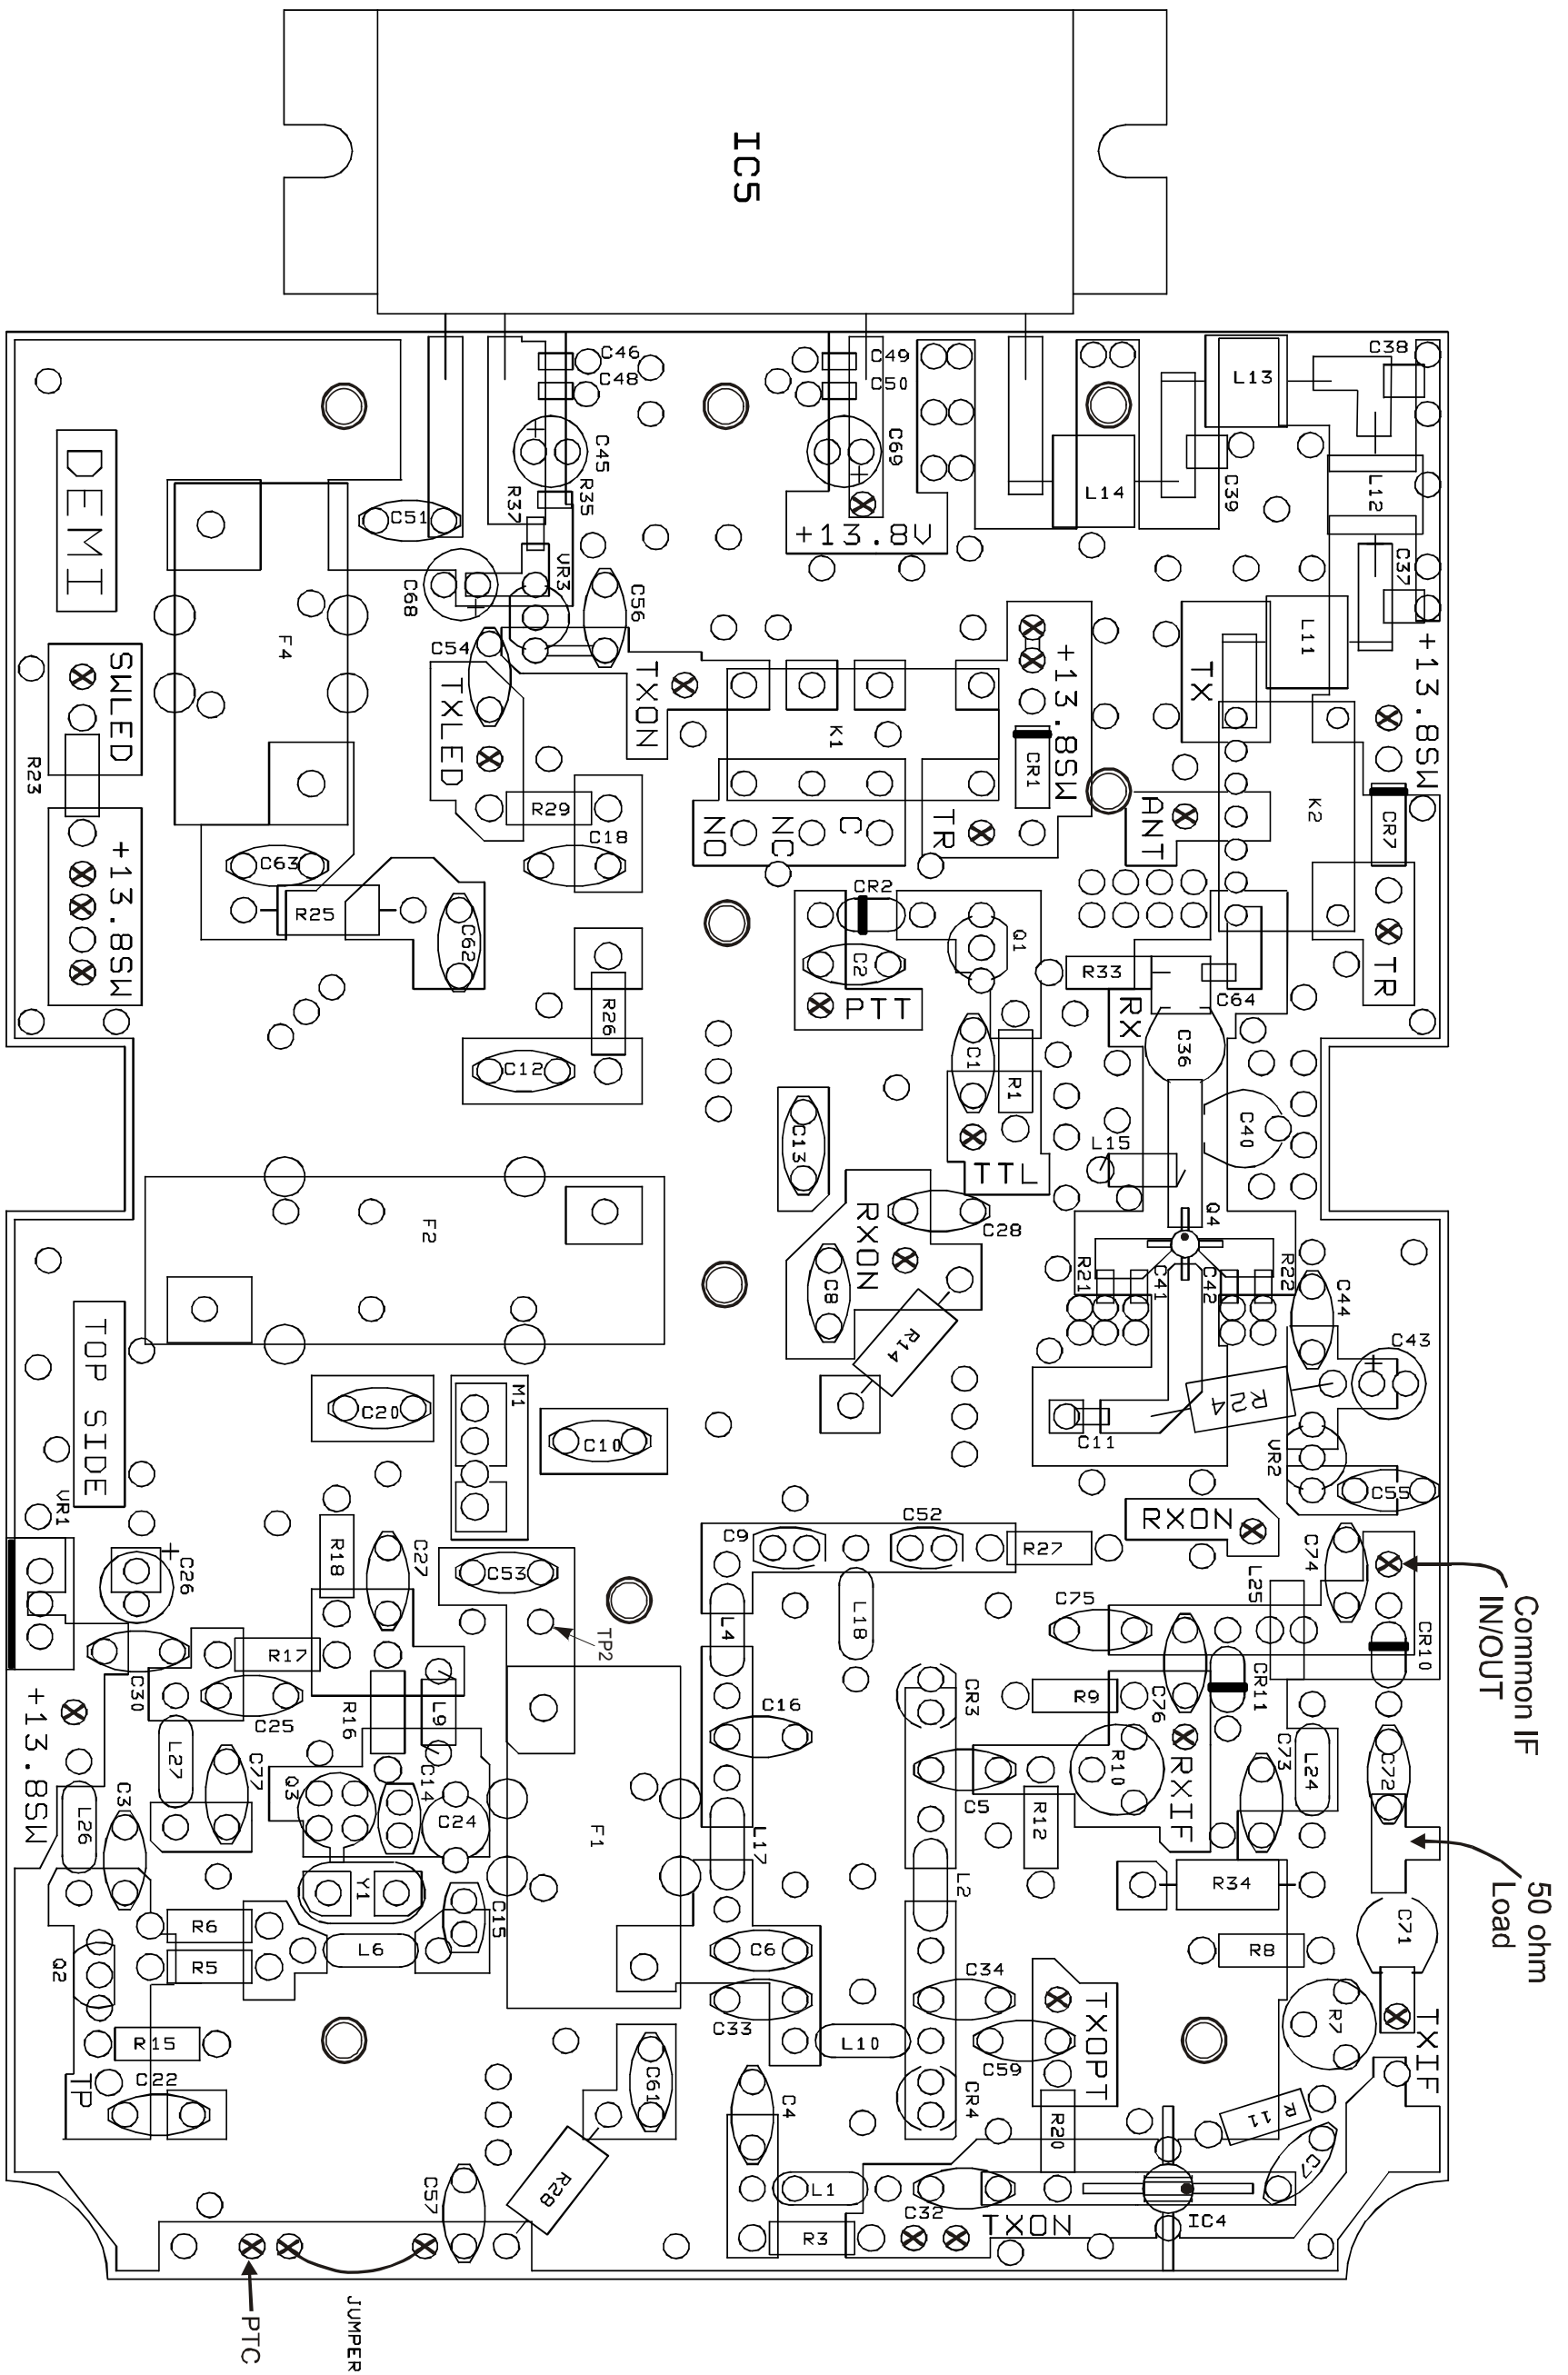 IC5
C46
C48
C49
C50
C38
L13
C45
C69
R35
R37
L14
C39
L12
DEMI
C51
+13.8V
VR3
C56
C68
C37
F4
C54
L11
+13.8SW
SWLED
TXLED
TXON
+13.8SW
TX
K1
CR1
R23
R29
ANT
K2
CR7
NO
NC
C
TR
+13.8SW
C63
C18
R25
CR2
Q1
C62
C2
R33
TR
PTT
RX
C64
R26
C36
C12
C1
R1
C40
C13
L15
TTL
F2
RXON
C28
Q4
C8
R21
C41
C42
R22
C44
TOP SIDE
R14
C43
M1
C20
R24
C10
C11
VR2
C55
VR1
RXON
C9
C52
R27
C74
Common IF
IN/OUT
C26
R18
C27
C53
L4
L18
C75
L25
CR10
TP2
R17
C30
C25
R16
L9
CR3
R9
C76
CR11
C16
+13.8SW
L27
C77
Q3
C14
C24
C5
R10
RXIF
C73
L24
C72
L26
C3
F1
L17
R12
50 ohm
Load
Y1
C15
L2
R34
R6
L6
C6
R8
C71
Q2
R5
C34
TXOPT
R7
C33
R15
L10
C59
TXIF
TP
C22
C61
C4
CR4
R20
R11
C7
C57
R28
L1
C32
TXON
IC4
R3
PTC
JUMPER